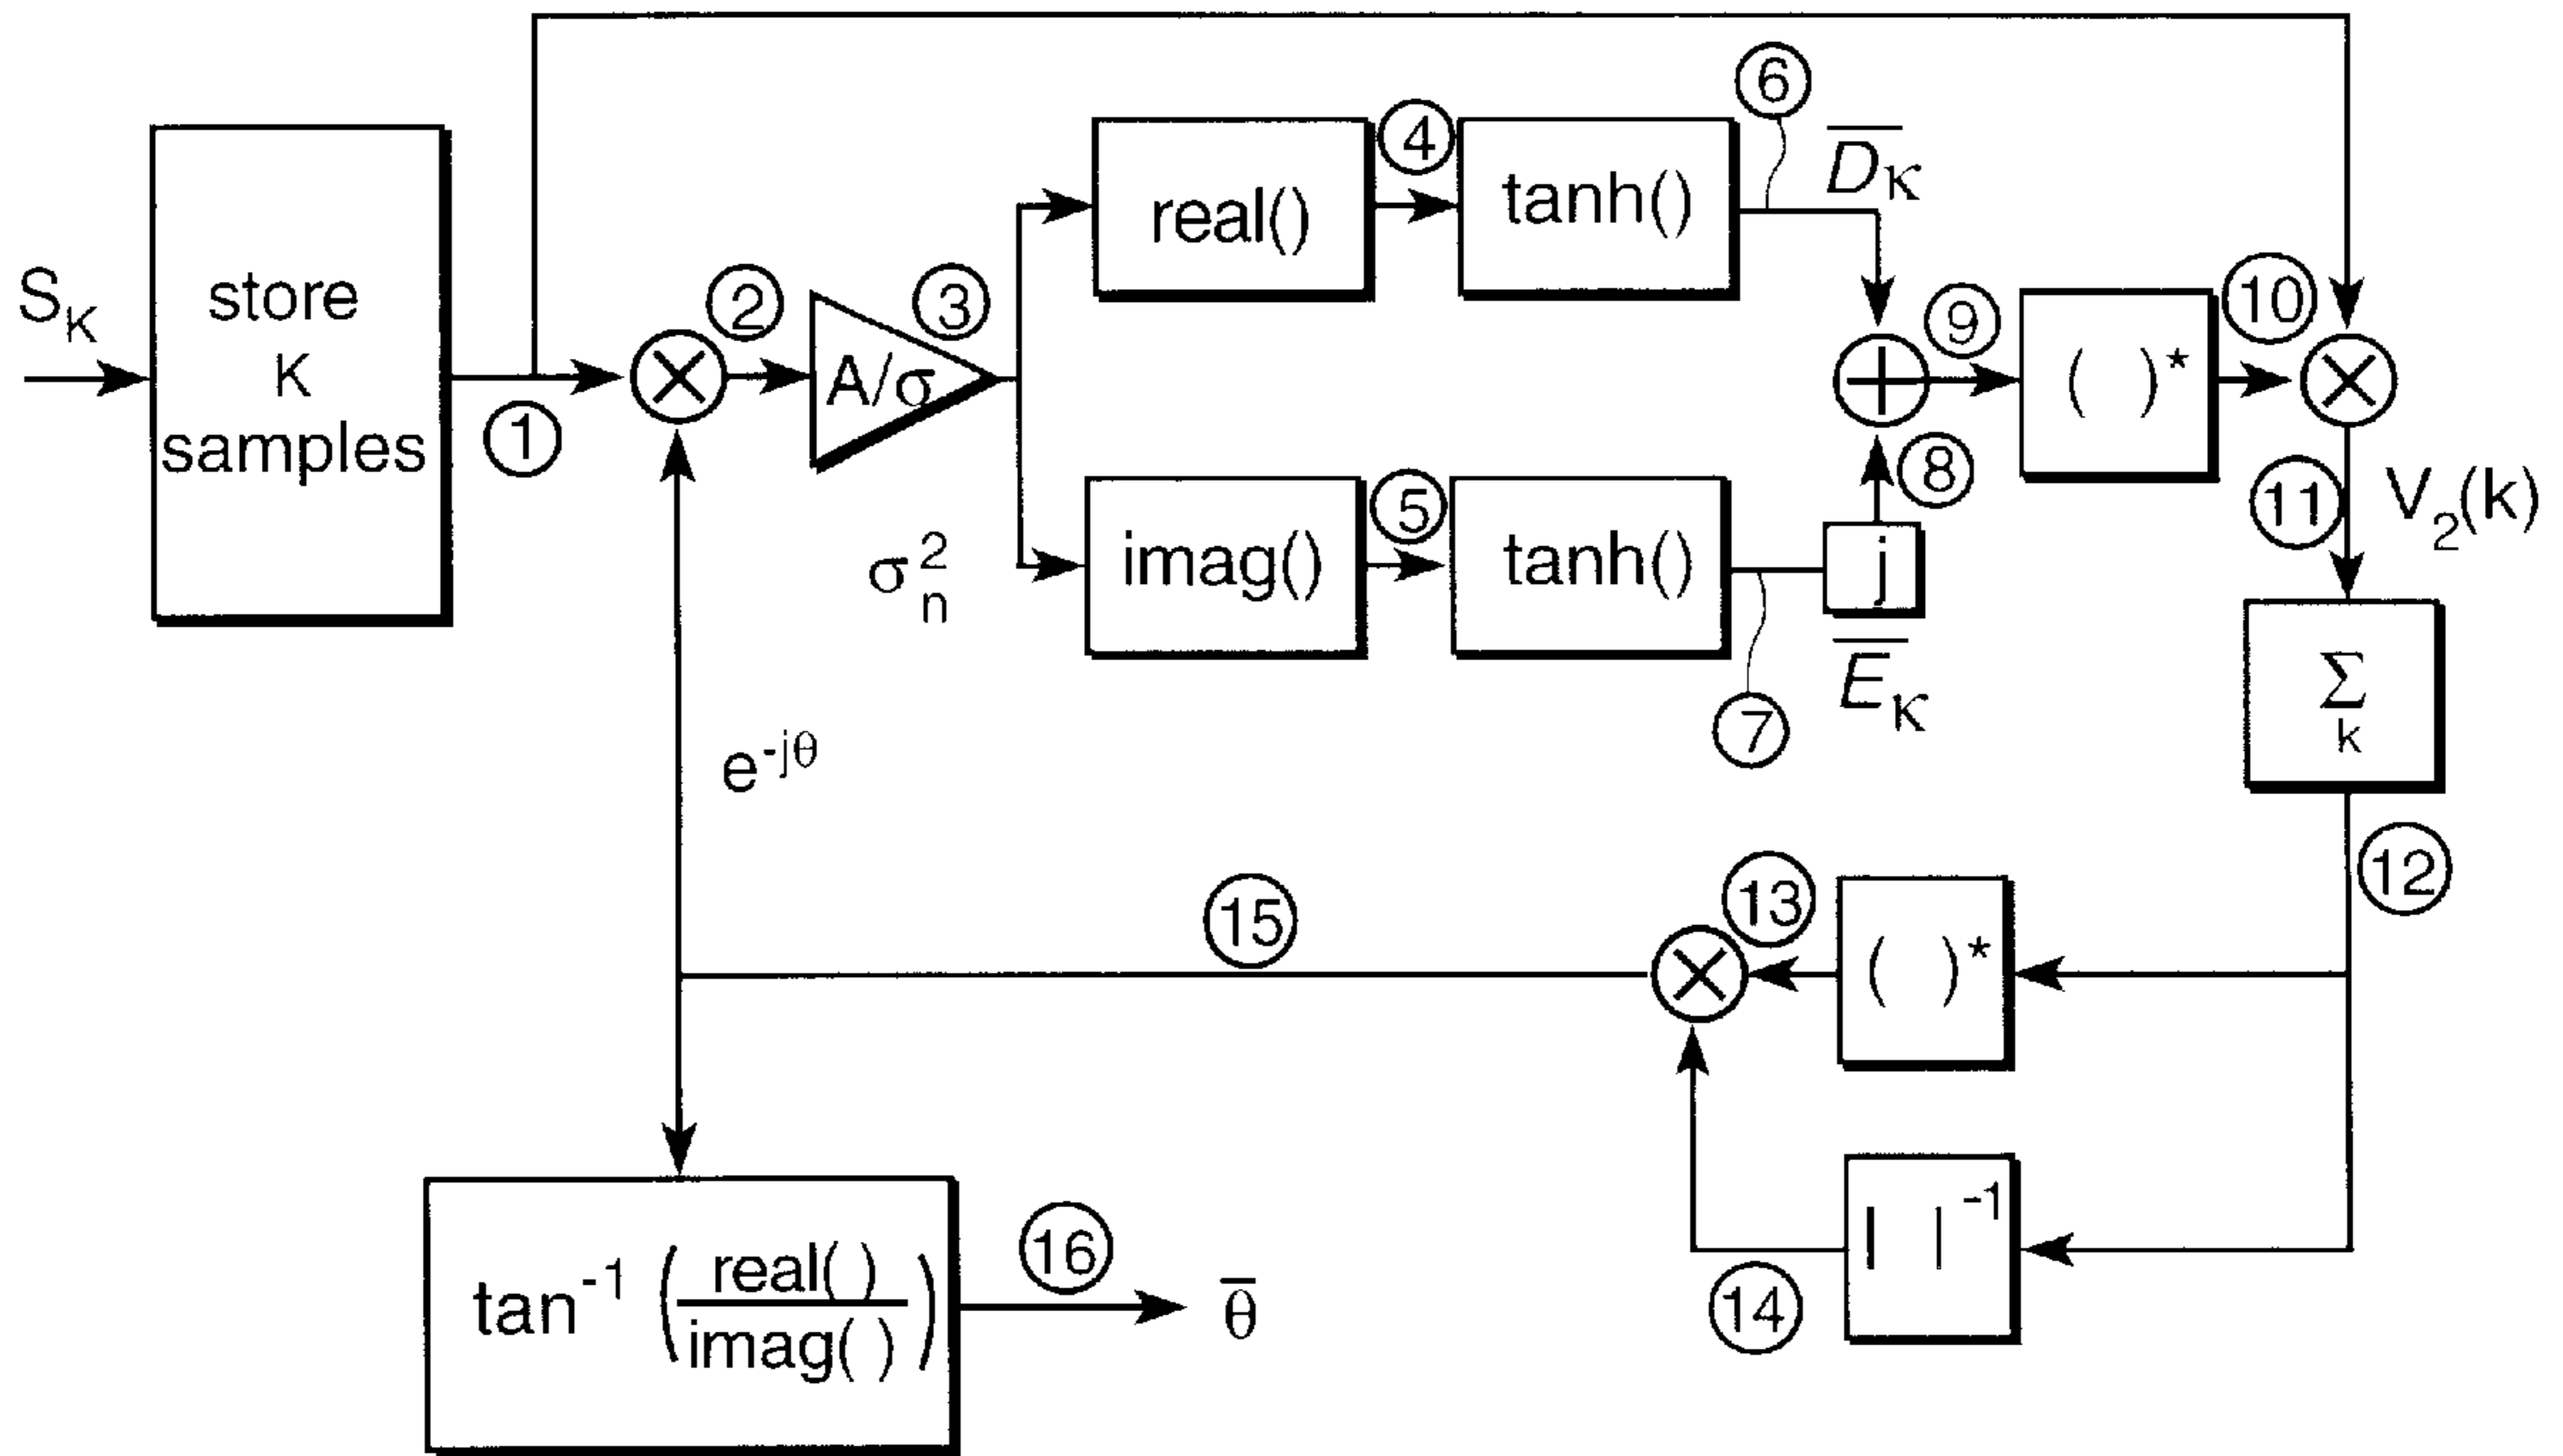 S_K
store
K
samples
①
②
A/σ
③
σ_n^2
e^-jθ
real()
④
tanh()
⑥
D̅_K
imag()
⑤
tanh()
⑦
j
E̅_K
⑧
⑨
( )*
⑩
⑪
V_2(k)
Σ
k
⑫
( )*
⑬
| |^-1
⑭
⑮
tan^-1 ( real( ) / imag( ) )
⑯
θ̅